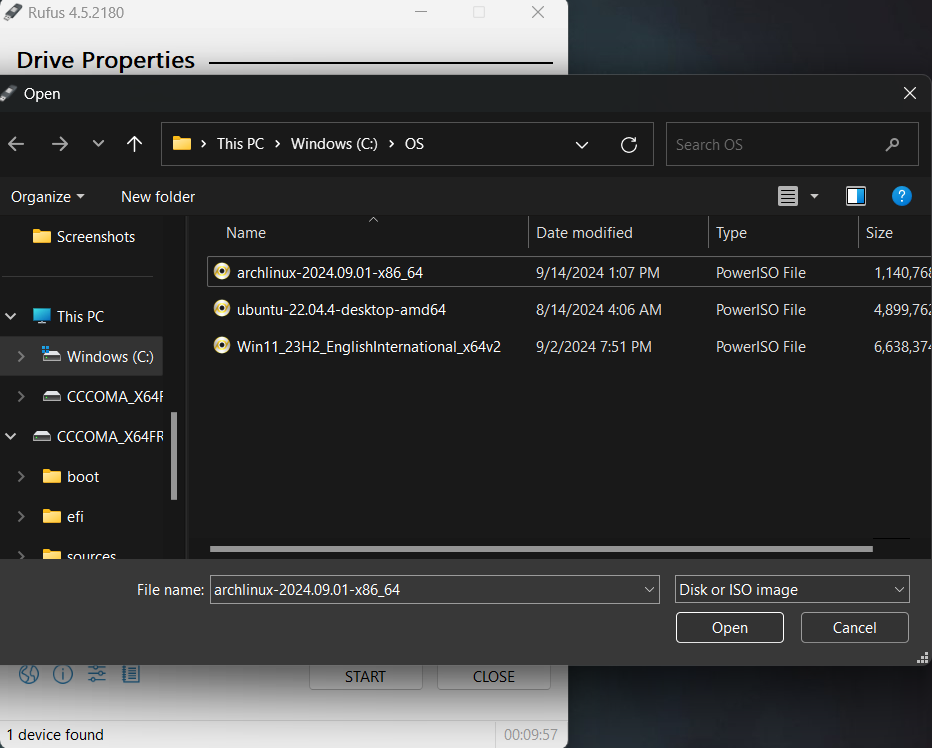 Rufus 4.5.2180
Drive Properties
Open
This PC Windows (C:) OS
Search OS
Organize New folder
Name Date modified Type Size
Screenshots
This PC
Windows (C:)
CCCOMA_X64F
CCCOMA_X64FR
boot
efi
sources
archlinux-2024.09.01-x86_64 9/14/2024 1:07 PM PowerISO File 1,140,768
ubuntu-22.04.4-desktop-amd64 8/14/2024 4:06 AM PowerISO File 4,899,762
Win11_23H2_EnglishInternational_x64v2 9/2/2024 7:51 PM PowerISO File 6,638,374
File name: archlinux-2024.09.01-x86_64 Disk or ISO image
Open Cancel
START CLOSE
1 device found 00:09:57